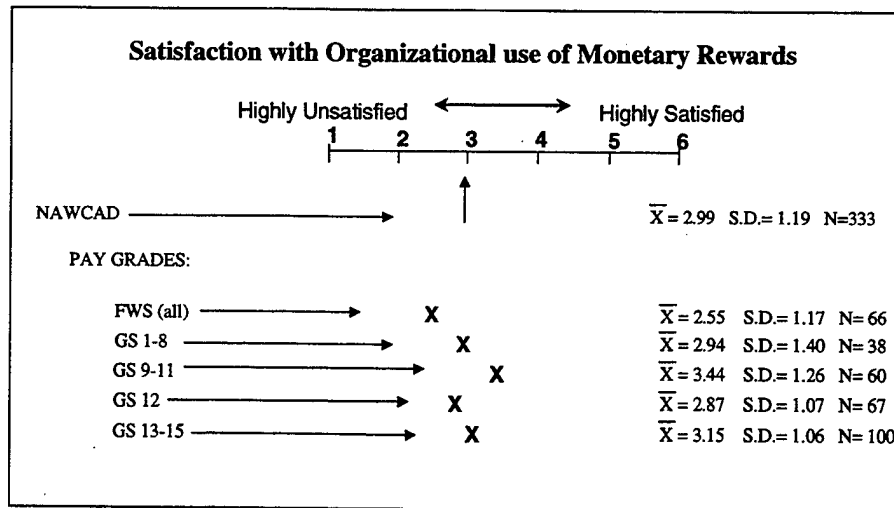 Satisfaction with Organizational use of Monetary Rewards
Highly Unsatisfied Highly Satisfied
1 2 3 4 5 6
NAWCAD X̄ = 2.99 S.D.= 1.19 N=333
PAY GRADES:
FWS (all) X X̄ = 2.55 S.D.= 1.17 N= 66
GS 1-8 X X̄ = 2.94 S.D.= 1.40 N= 38
GS 9-11 X X̄ = 3.44 S.D.= 1.26 N= 60
GS 12 X X̄ = 2.87 S.D.= 1.07 N= 67
GS 13-15 X X̄ = 3.15 S.D.= 1.06 N= 100